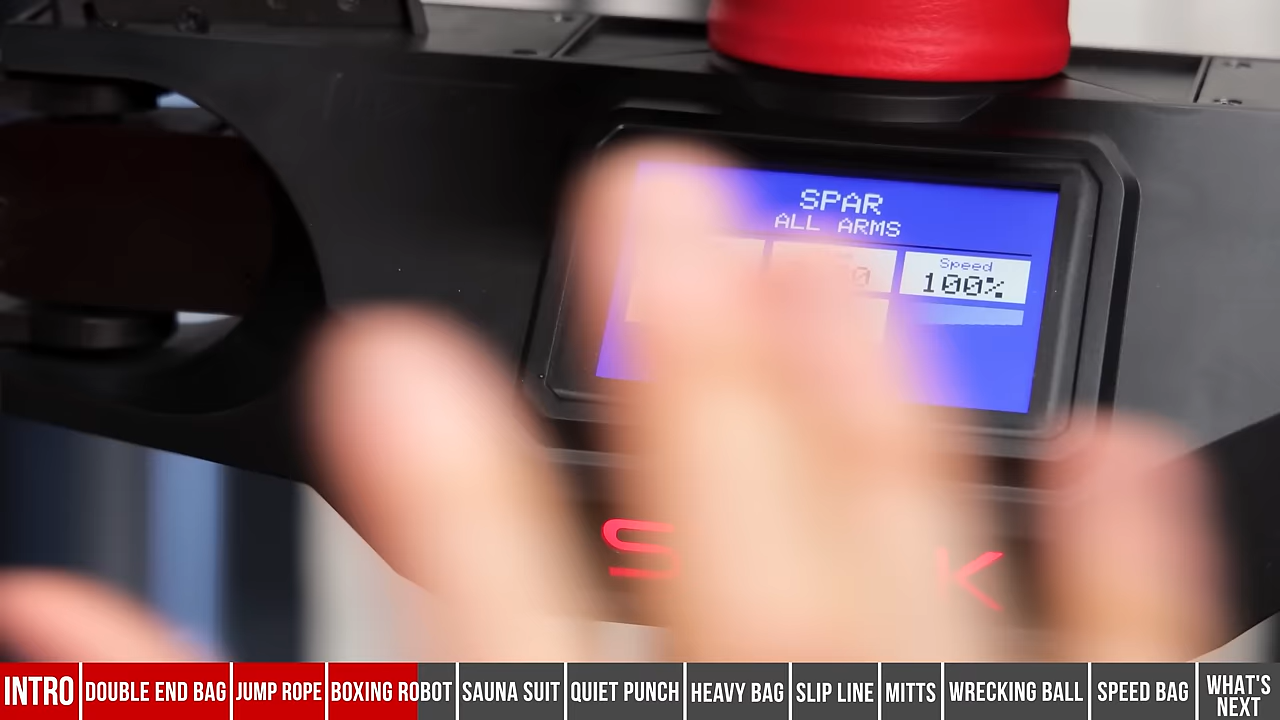 SPAR
ALL ARMS
Speed
100%
S K
INTRO
DOUBLE END BAG
JUMP ROPE
BOXING ROBOT
SAUNA SUIT
QUIET PUNCH
HEAVY BAG
SLIP LINE
MITTS
WRECKING BALL
SPEED BAG
WHAT'S
NEXT